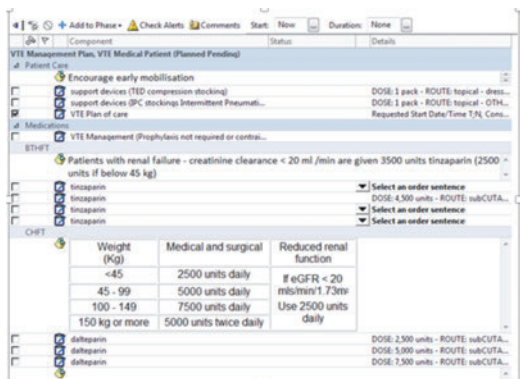 Add to Phase Check Alerts Comments Start: Now ... Duration: None ...
Component Status Details
VTE Management Plan, VTE Medical Patient (Planned Pending)
Patient Care
Encourage early mobilisation
support devices (TED compression stocking) DOSE: 1 pack - ROUTE: topical - dress...
support devices (IPC stockings Intermittent Pneumati... DOSE: 1 pack - ROUTE: topical - OTH...
VTE Plan of care Requested Start Date/Time T;N, Cons...
Medications
VTE Management (Prophylaxis not required or contrai...
BTHFT
Patients with renal failure - creatinine clearance < 20 ml /min are given 3500 units tinzaparin (2500
units if below 45 kg)
tinzaparin Select an order sentence
tinzaparin DOSE: 4,500 units - ROUTE: subCUTA...
tinzaparin Select an order sentence
tinzaparin Select an order sentence
CHFT
Weight (Kg) Medical and surgical Reduced renal function
<45 2500 units daily If eGFR < 20
45 - 99 5000 units daily mls/min/1.73m
100 - 149 7500 units daily Use 2500 units
150 kg or more 5000 units twice daily daily
dalteparin DOSE: 2,500 units - ROUTE: subCUTA...
dalteparin DOSE: 5,000 units - ROUTE: subCUTA...
dalteparin DOSE: 7,500 units - ROUTE: subCUTA...